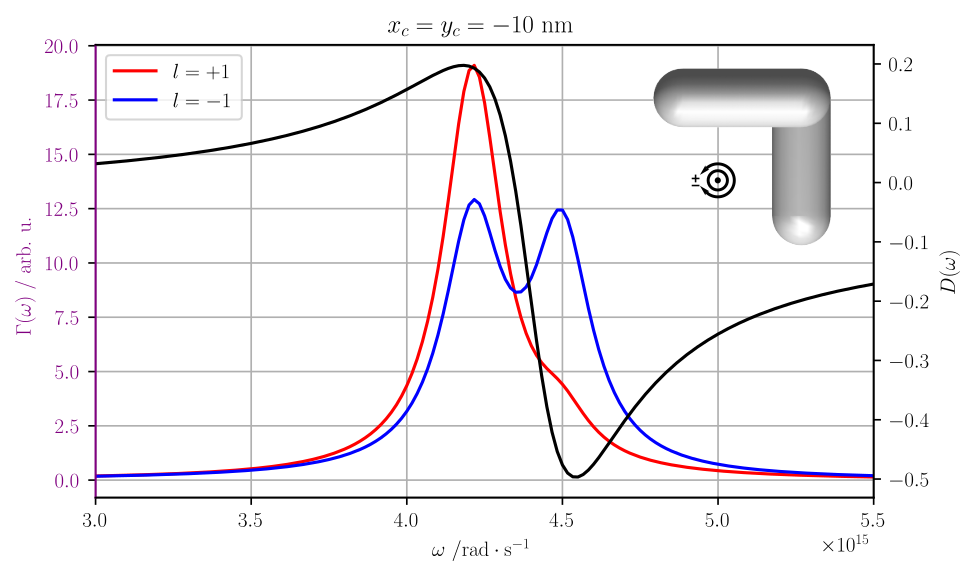 x_c = y_c = −10 nm
l = +1
l = −1
Γ(ω) / arb. u.
20.0
17.5
15.0
12.5
10.0
7.5
5.0
2.5
0.0
±
0.2
0.1
0.0
−0.1
−0.2
−0.3
−0.4
−0.5
D(ω)
3.0 3.5 4.0 4.5 5.0 5.5
×10^15
ω /rad · s^−1